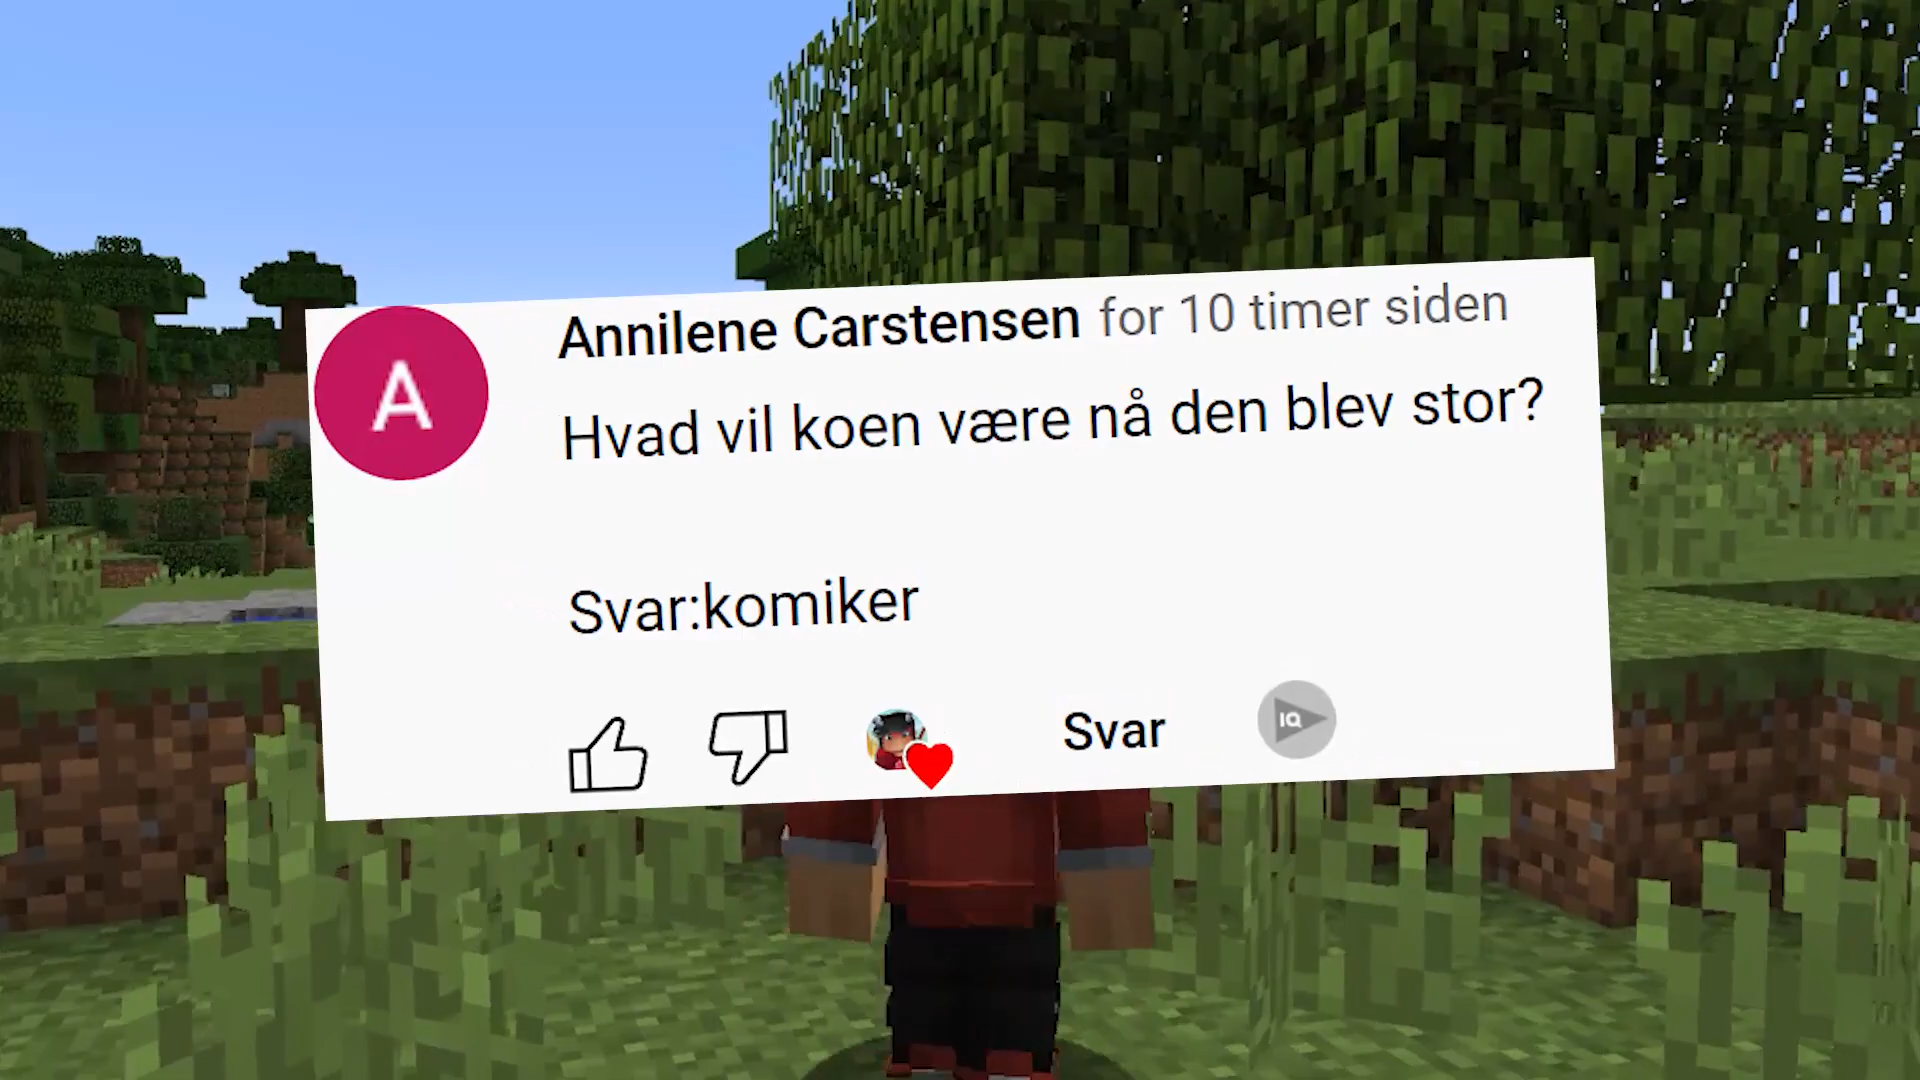 A
Annilene Carstensen for 10 timer siden
Hvad vil koen være nå den blev stor?
Svar:komiker
Svar
IQ